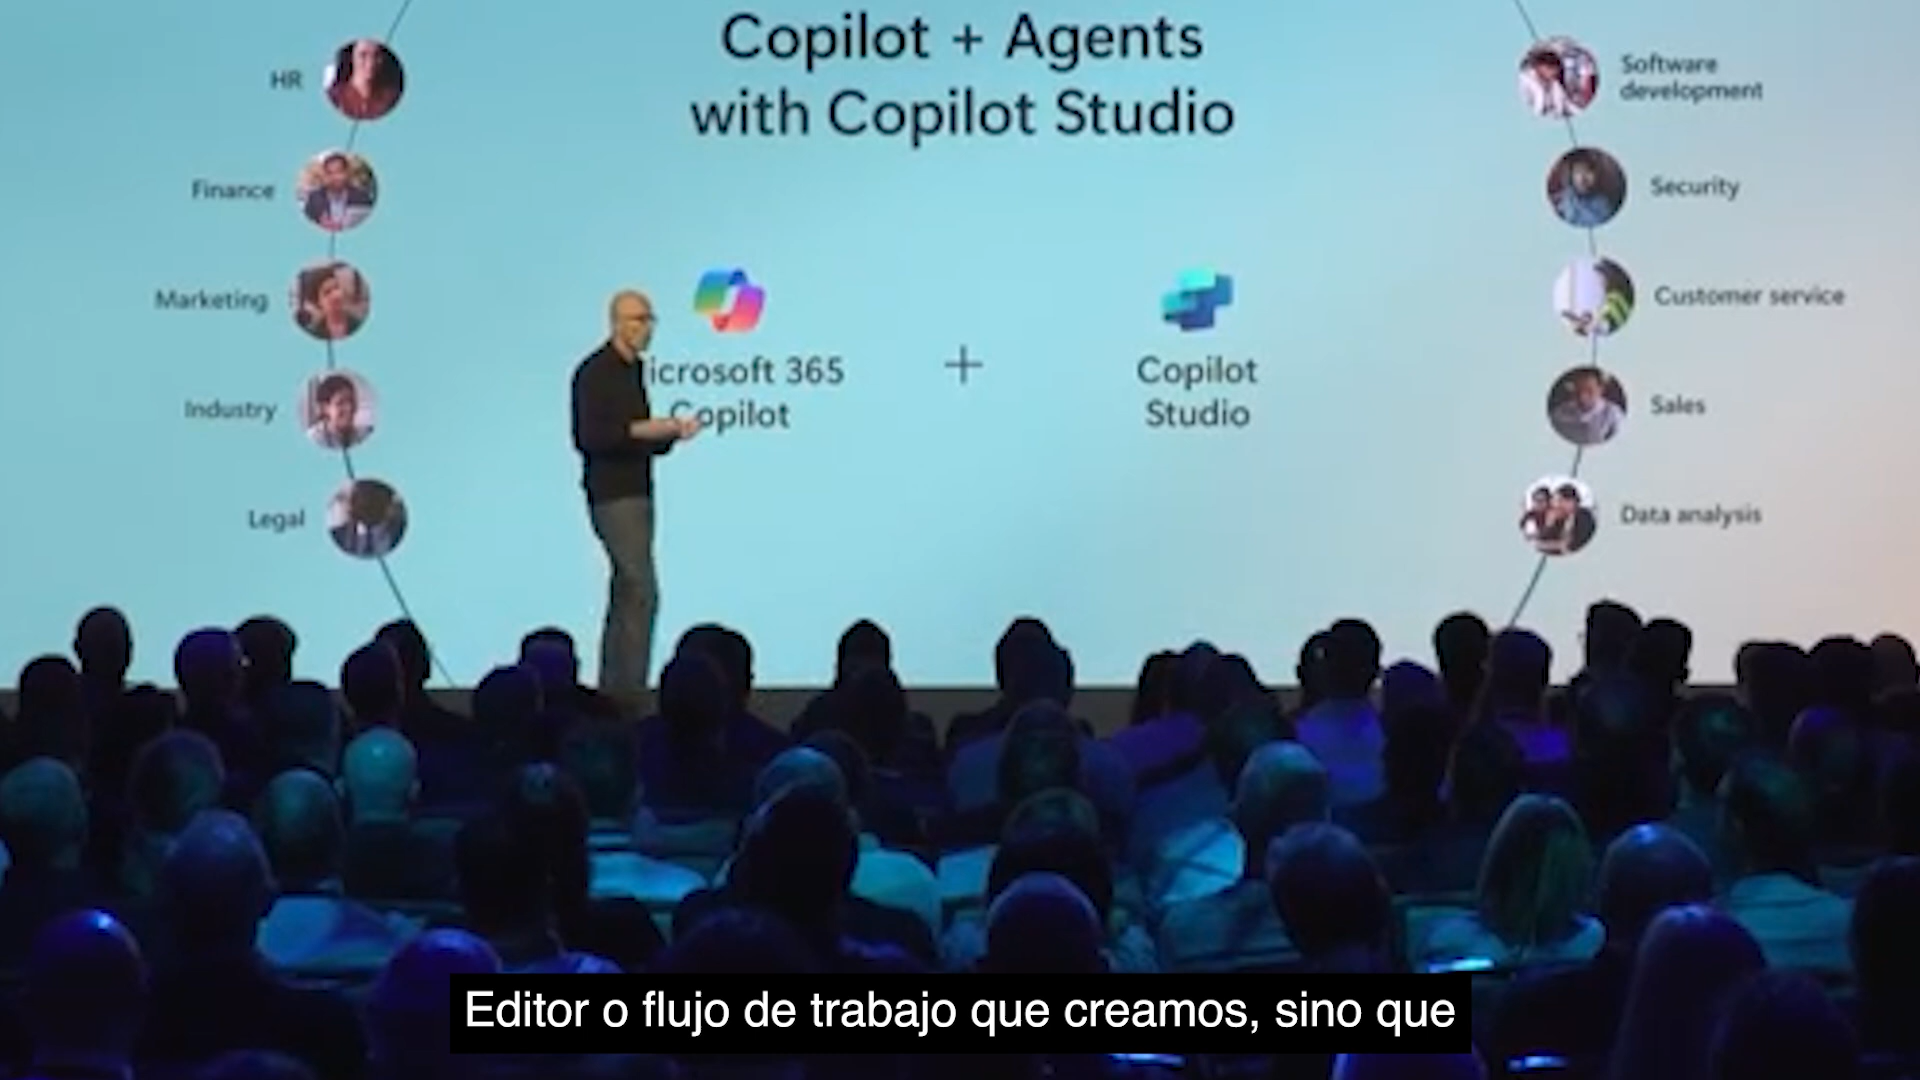 Copilot + Agents
with Copilot Studio
HR
Finance
Marketing
Industry
Legal
icrosoft 365
Copilot
+
Copilot
Studio
Software
development
Security
Customer service
Sales
Data analysis
Editor o flujo de trabajo que creamos, sino que